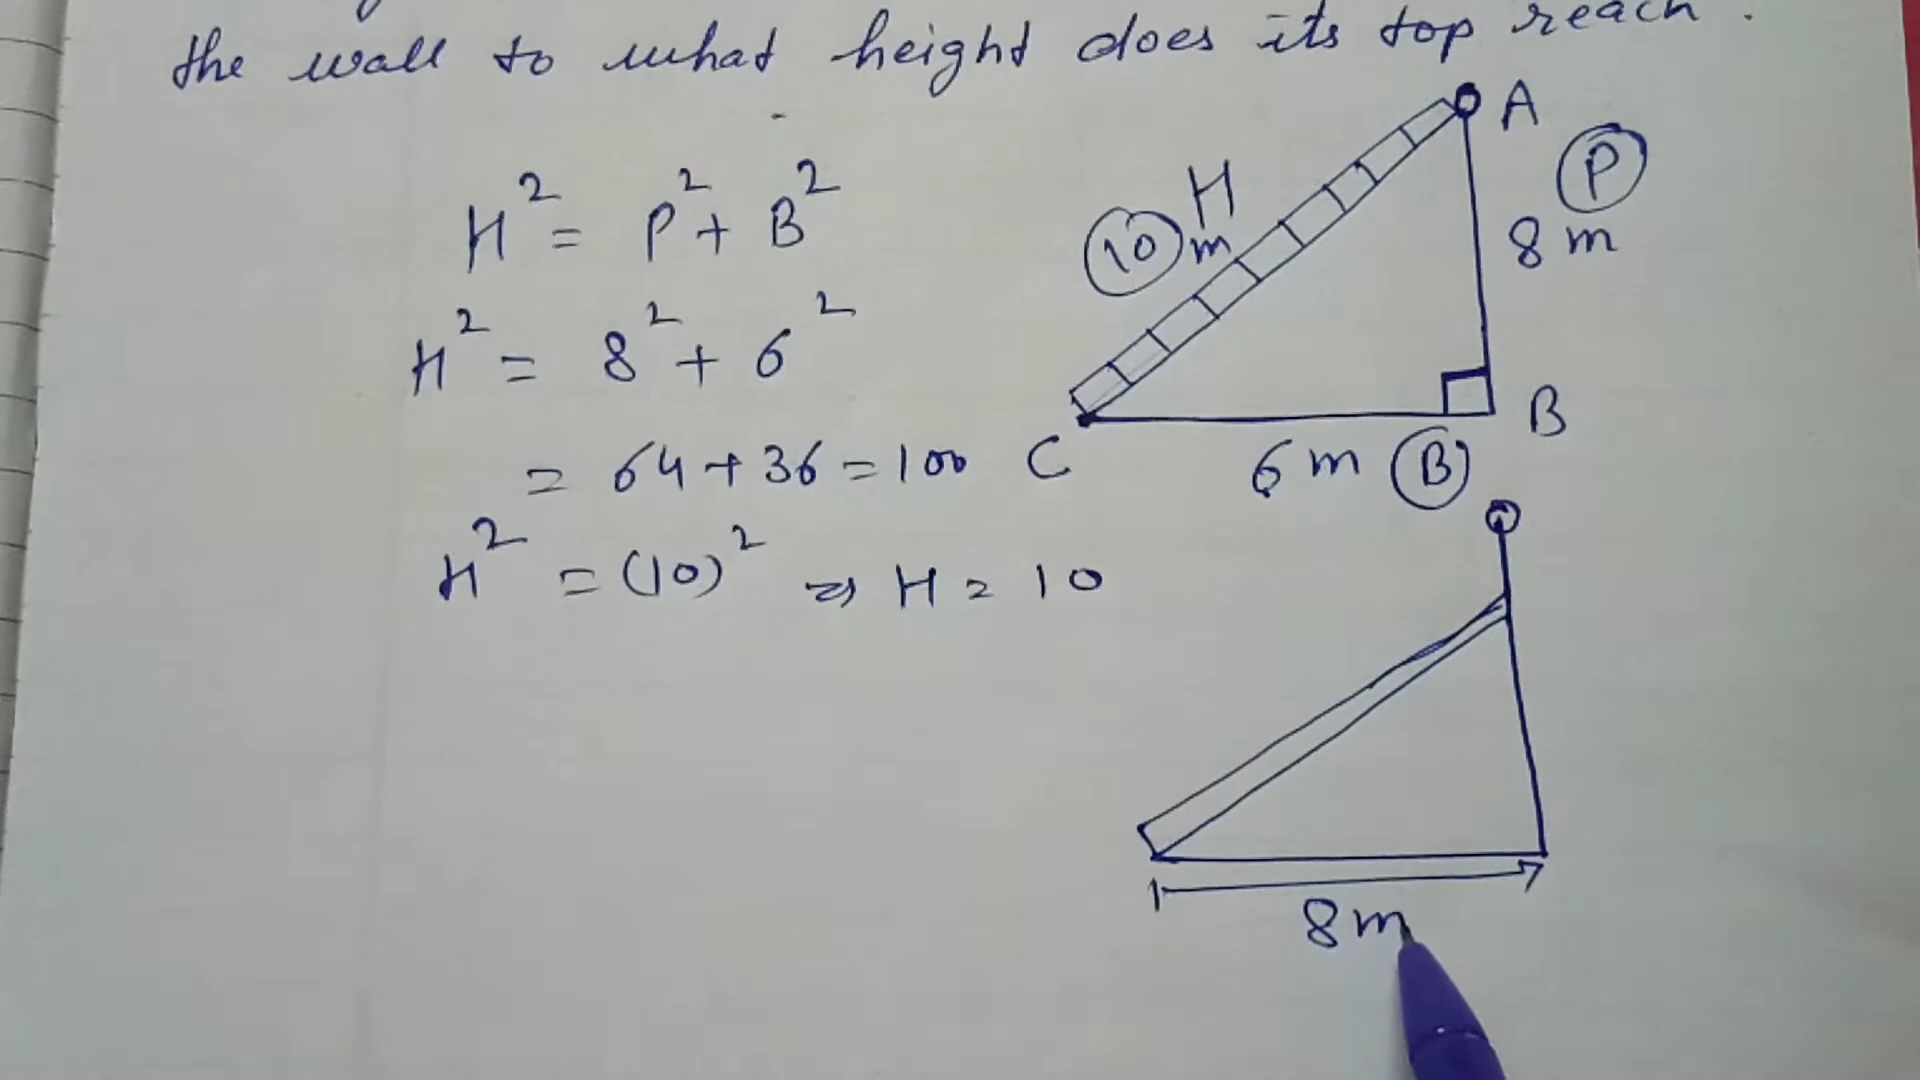 the wall to what height does its top reach.
H² = P² + B²
H² = 8² + 6²
= 64 + 36 = 100
H² = (10)² ⇒ H = 10
A
P
H
10 m
8 m
B
C
6 m B
8m